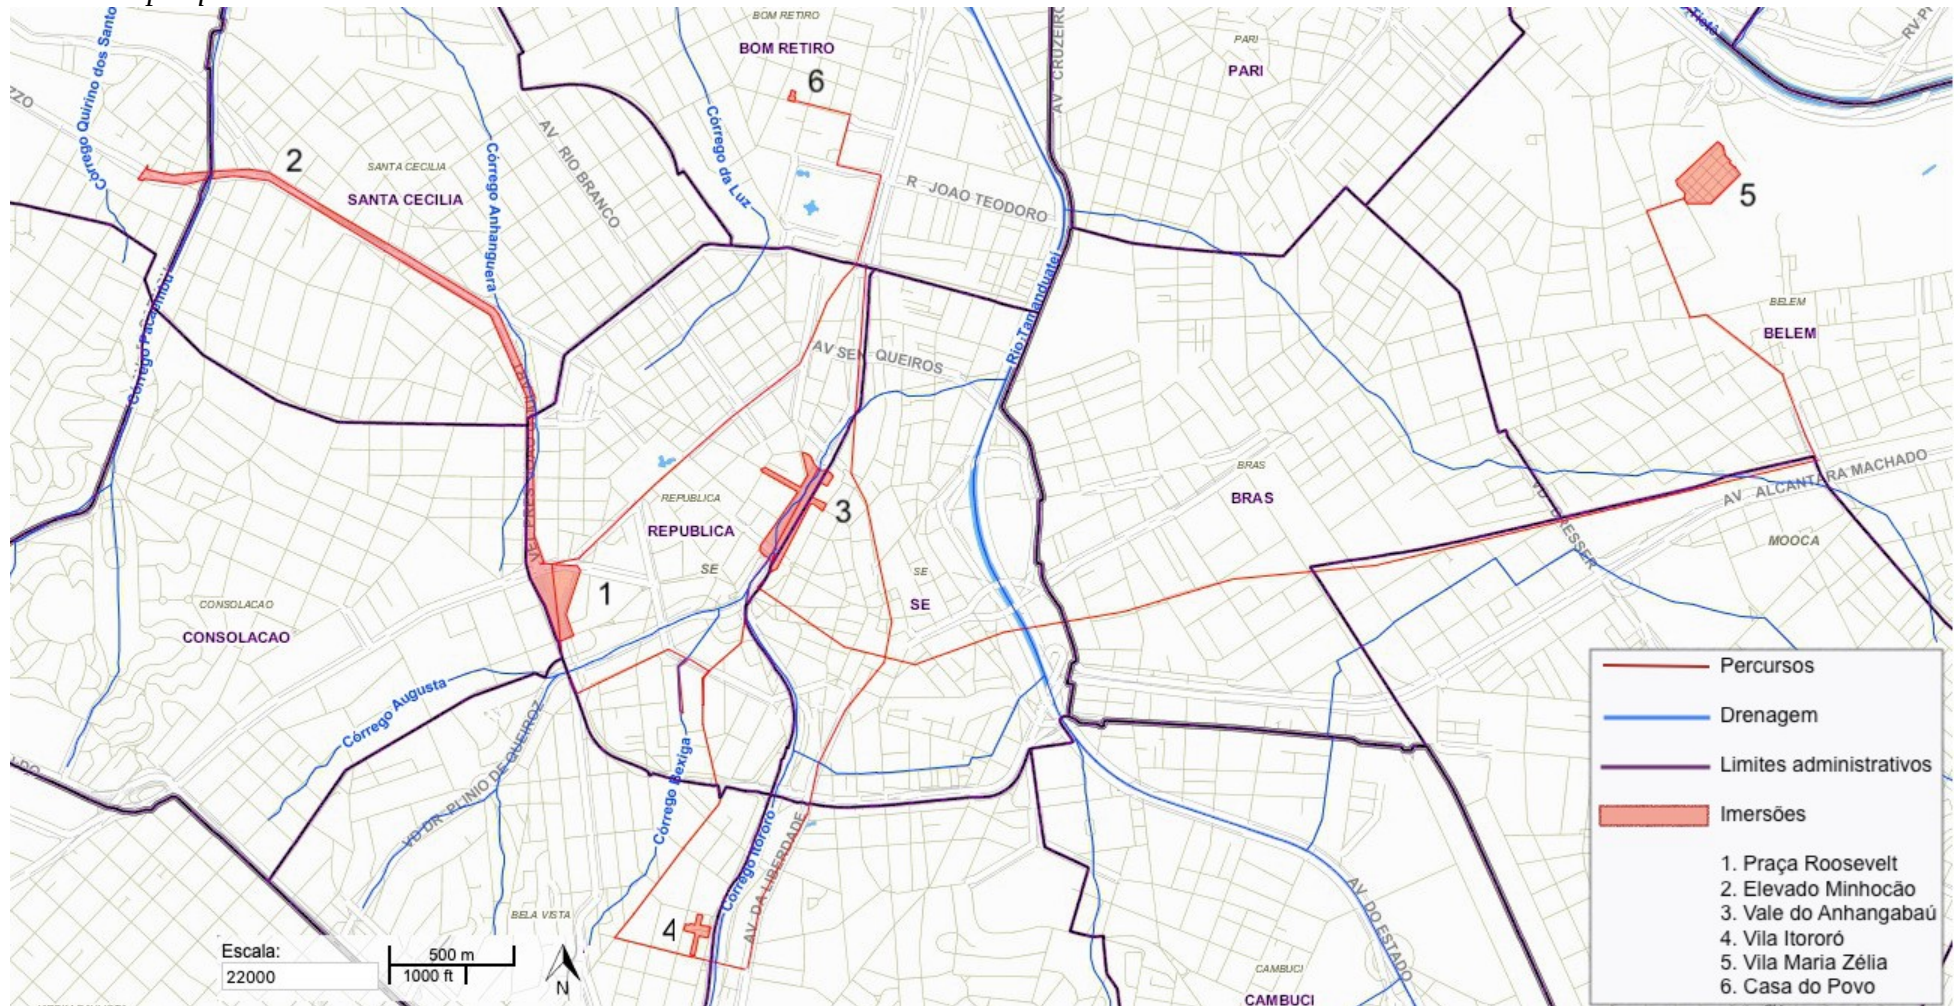 BOM RETIRO
BOM RETIRO
6
PARI
PARI
AV CRUZEIRO
Tietê
Córrego Quirino dos Santo
ZZO
2
SANTA CECILIA
SANTA CECILIA
Córrego Anhanguera
AV. RIO BRANCO
Córrego da Luz
R JOAO TEODORO
5
Córrego Pacaembu
Rio Tamanduateí
BELEM
BELEM
AV SEN QUEIROS
REPUBLICA
REPUBLICA
SE
3
BRAS
BRAS
AV ALCANTARA MACHADO
VD BRESSER
MOOCA
1
SE
SE
CONSOLACAO
CONSOLACAO
Córrego Augusta
VD DR PLINIO DE QUEIROZ
Córrego Bexiga
Córrego Itororó
AV. DA LIBERDADE
AV. DO ESTADO
BELA VISTA
4
CAMBUCI
CAMBUCI
Escala:
22000
500 m
1000 ft
N
Percursos
Drenagem
Limites administrativos
Imersões
1. Praça Roosevelt
2. Elevado Minhocão
3. Vale do Anhangabaú
4. Vila Itororó
5. Vila Maria Zélia
6. Casa do Povo